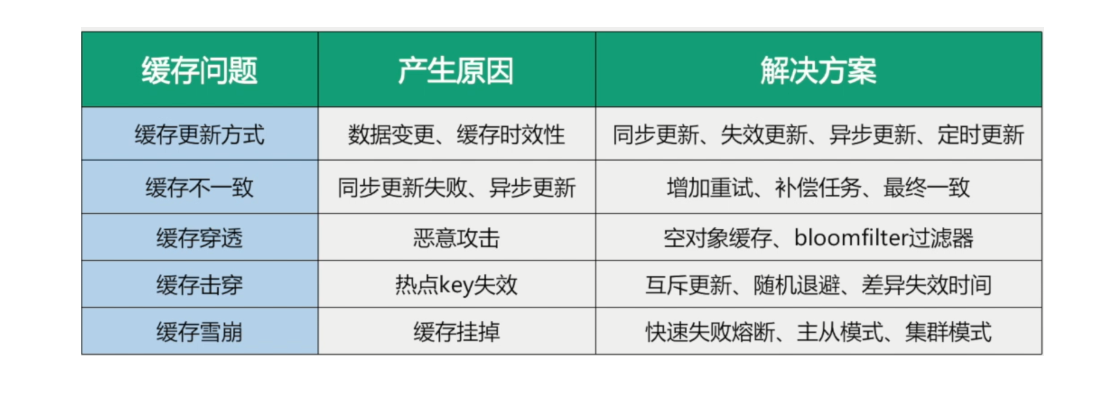 缓存问题 产生原因 解决方案
缓存更新方式 数据变更、缓存时效性 同步更新、失效更新、异步更新、定时更新
缓存不一致 同步更新失败、异步更新 增加重试、补偿任务、最终一致
缓存穿透 恶意攻击 空对象缓存、bloomfilter过滤器
缓存击穿 热点key失效 互斥更新、随机退避、差异失效时间
缓存雪崩 缓存挂掉 快速失败熔断、主从模式、集群模式